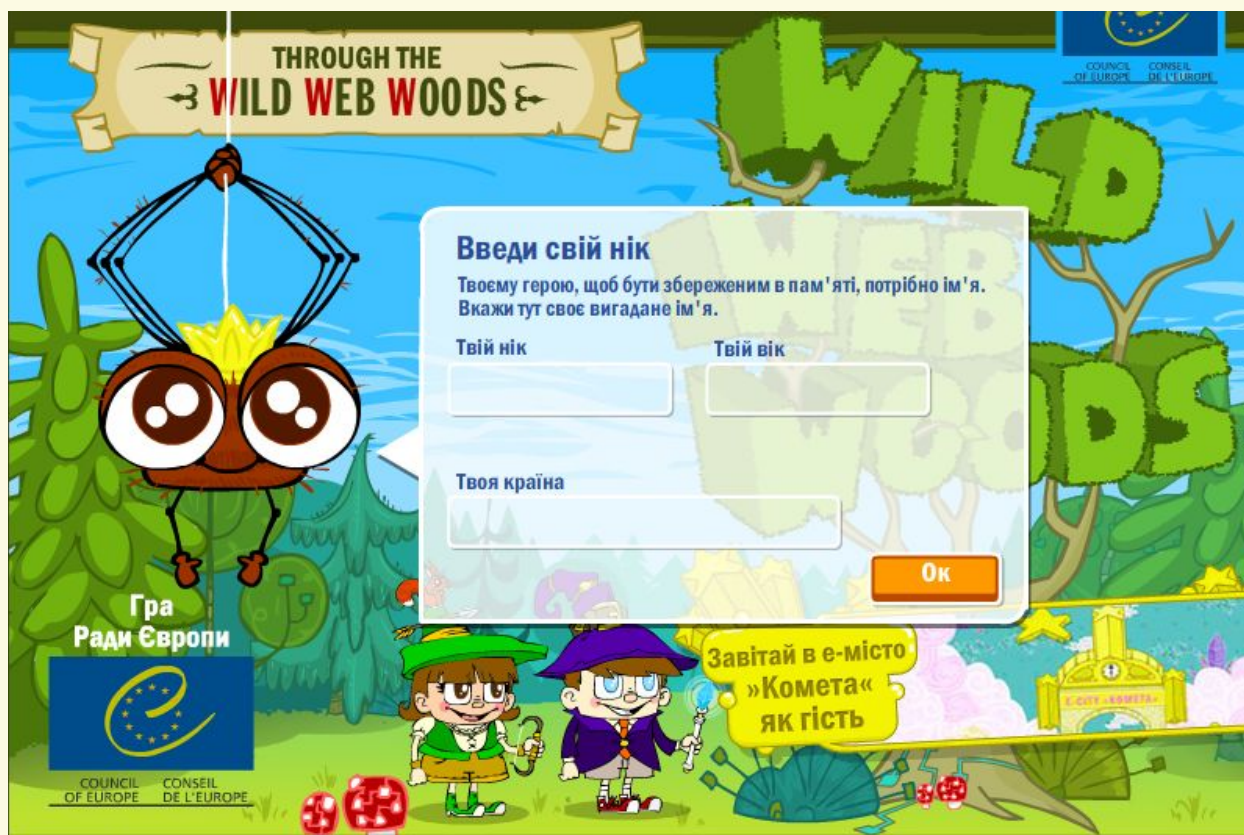 THROUGH THE
WILD WEB WOODS
WILD
WEB
WOODS
COUNCIL CONSEIL
OF EUROPE DE L'EUROPE
Введи свій нік
Твоєму герою, щоб бути збереженим в пам'яті, потрібно ім'я.
Вкажи тут своє вигадане ім'я.
Твій нік Твій вік
Твоя країна
Ок
Гра
Ради Європи
COUNCIL CONSEIL
OF EUROPE DE L'EUROPE
Завітай в е-місто
»Комета«
як гість
E-CITY »KOMETA«